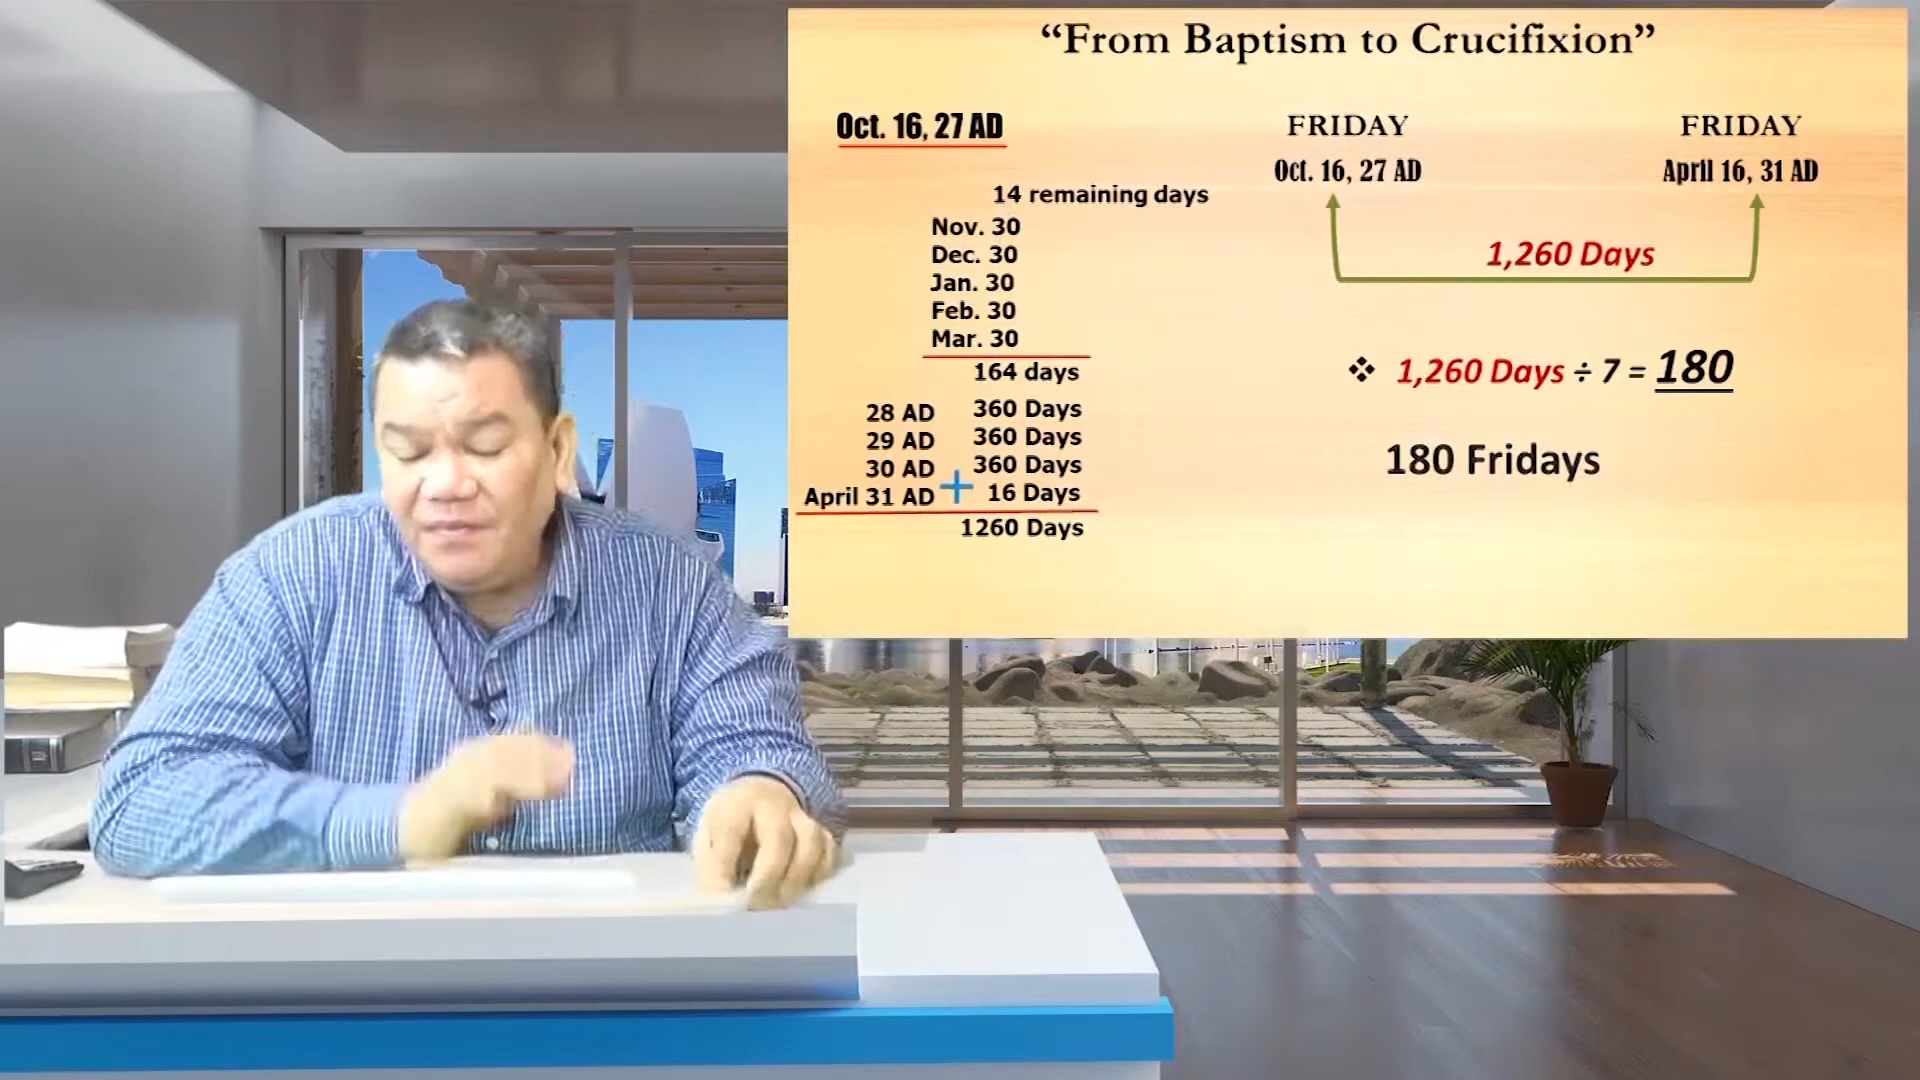 “From Baptism to Crucifixion”
Oct. 16, 27 AD
14 remaining days
Nov. 30
Dec. 30
Jan. 30
Feb. 30
Mar. 30
164 days
28 AD 360 Days
29 AD 360 Days
30 AD 360 Days
April 31 AD + 16 Days
1260 Days
FRIDAY
Oct. 16, 27 AD
FRIDAY
April 16, 31 AD
1,260 Days
❖ 1,260 Days ÷ 7 = 180
180 Fridays